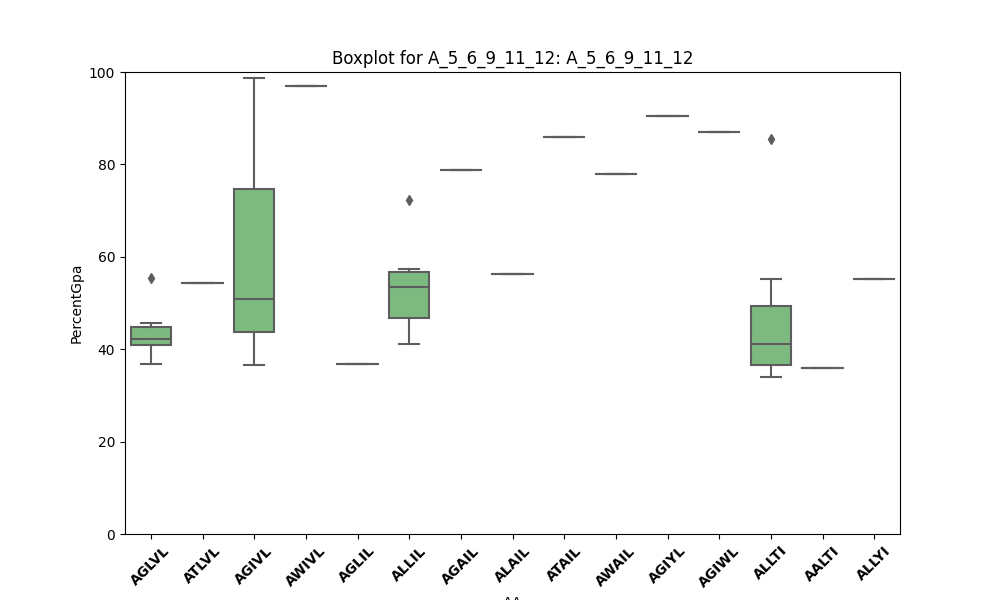 Boxplot for A_5_6_9_11_12: A_5_6_9_11_12
100
80
60
40
20
0
PercentGpa
AGLVL
ATLVL
AGIVL
AWIVL
AGLIL
ALLIL
AGAIL
ALAIL
ATAIL
AWAIL
AGIYL
AGIWL
ALLTI
AALTI
ALLYI